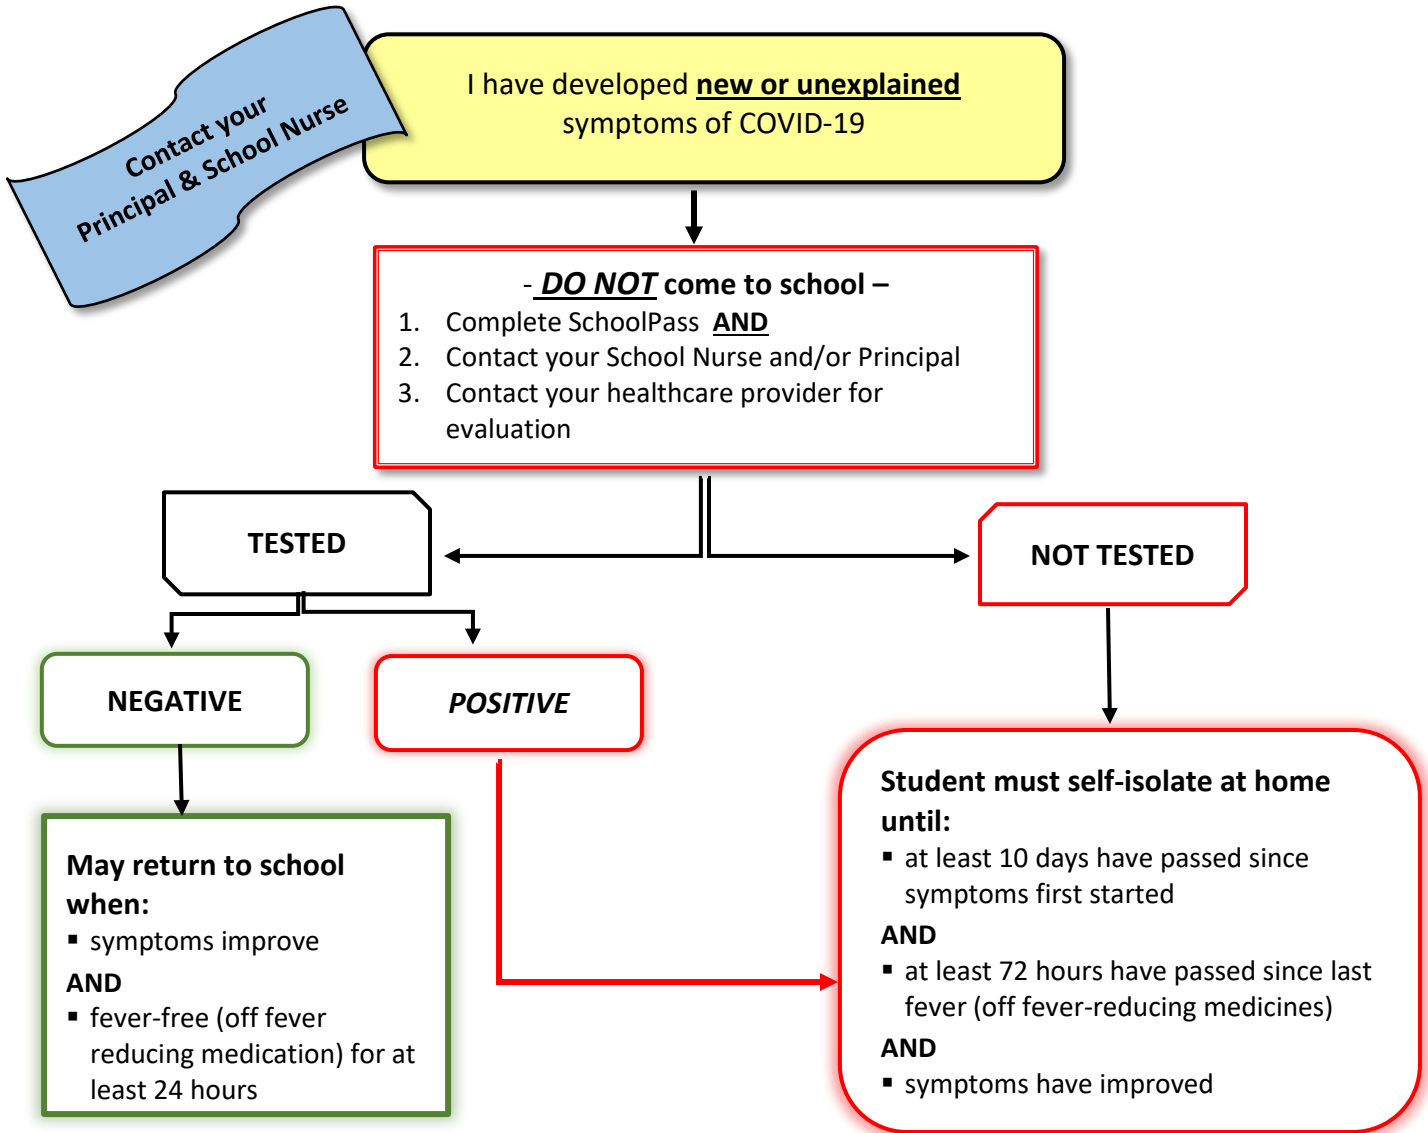 Contact your
Principal & School Nurse
I have developed new or unexplained
symptoms of COVID-19
- DO NOT come to school –
1. Complete SchoolPass AND
2. Contact your School Nurse and/or Principal
3. Contact your healthcare provider for
evaluation
TESTED
NOT TESTED
NEGATIVE
POSITIVE
May return to school
when:
▪ symptoms improve
AND
▪ fever-free (off fever
reducing medication) for at
least 24 hours
Student must self-isolate at home
until:
▪ at least 10 days have passed since
symptoms first started
AND
▪ at least 72 hours have passed since last
fever (off fever-reducing medicines)
AND
▪ symptoms have improved